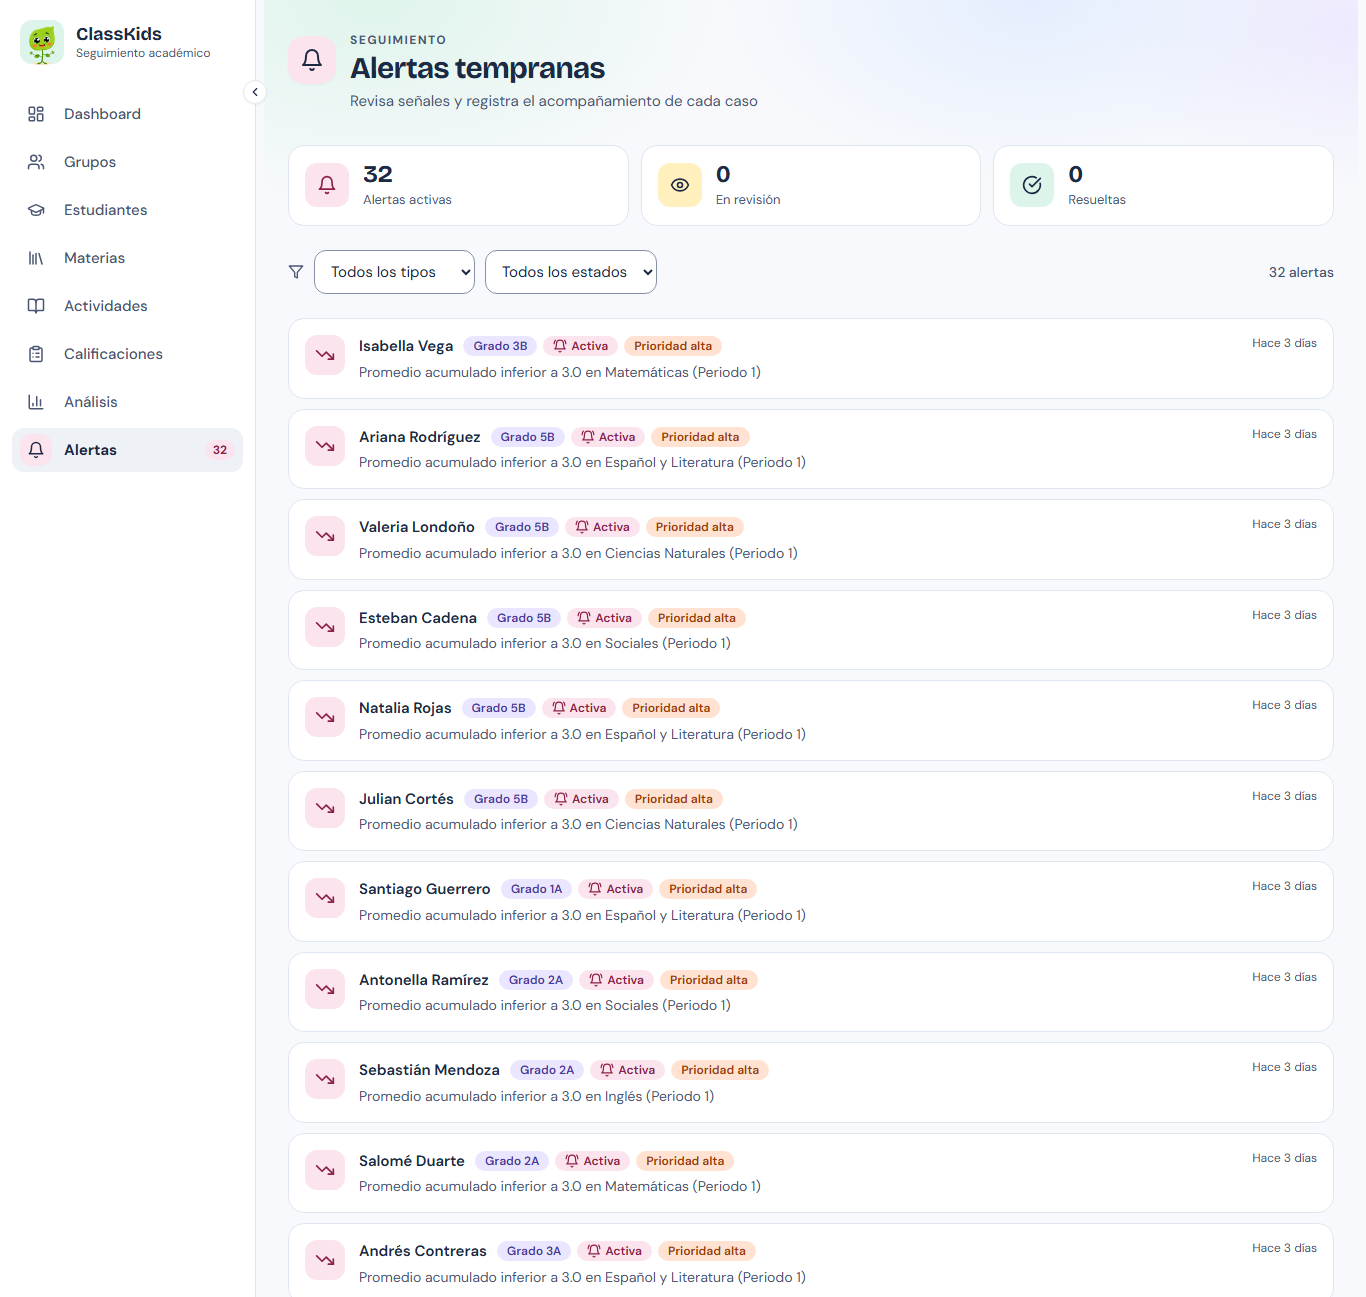 ClassKids
Seguimiento académico
Dashboard
Grupos
Estudiantes
Materias
Actividades
Calificaciones
Análisis
Alertas 32
SEGUIMIENTO
Alertas tempranas
Revisa señales y registra el acompañamiento de cada caso
32
Alertas activas
0
En revisión
0
Resueltas
Todos los tipos Todos los estados 32 alertas
Isabella Vega Grado 3B Activa Prioridad alta Hace 3 días
Promedio acumulado inferior a 3.0 en Matemáticas (Periodo 1)
Ariana Rodríguez Grado 5B Activa Prioridad alta Hace 3 días
Promedio acumulado inferior a 3.0 en Español y Literatura (Periodo 1)
Valeria Londoño Grado 5B Activa Prioridad alta Hace 3 días
Promedio acumulado inferior a 3.0 en Ciencias Naturales (Periodo 1)
Esteban Cadena Grado 5B Activa Prioridad alta Hace 3 días
Promedio acumulado inferior a 3.0 en Sociales (Periodo 1)
Natalia Rojas Grado 5B Activa Prioridad alta Hace 3 días
Promedio acumulado inferior a 3.0 en Español y Literatura (Periodo 1)
Julian Cortés Grado 5B Activa Prioridad alta Hace 3 días
Promedio acumulado inferior a 3.0 en Ciencias Naturales (Periodo 1)
Santiago Guerrero Grado 1A Activa Prioridad alta Hace 3 días
Promedio acumulado inferior a 3.0 en Español y Literatura (Periodo 1)
Antonella Ramírez Grado 2A Activa Prioridad alta Hace 3 días
Promedio acumulado inferior a 3.0 en Sociales (Periodo 1)
Sebastián Mendoza Grado 2A Activa Prioridad alta Hace 3 días
Promedio acumulado inferior a 3.0 en Inglés (Periodo 1)
Salomé Duarte Grado 2A Activa Prioridad alta Hace 3 días
Promedio acumulado inferior a 3.0 en Matemáticas (Periodo 1)
Andrés Contreras Grado 3A Activa Prioridad alta Hace 3 días
Promedio acumulado inferior a 3.0 en Español y Literatura (Periodo 1)